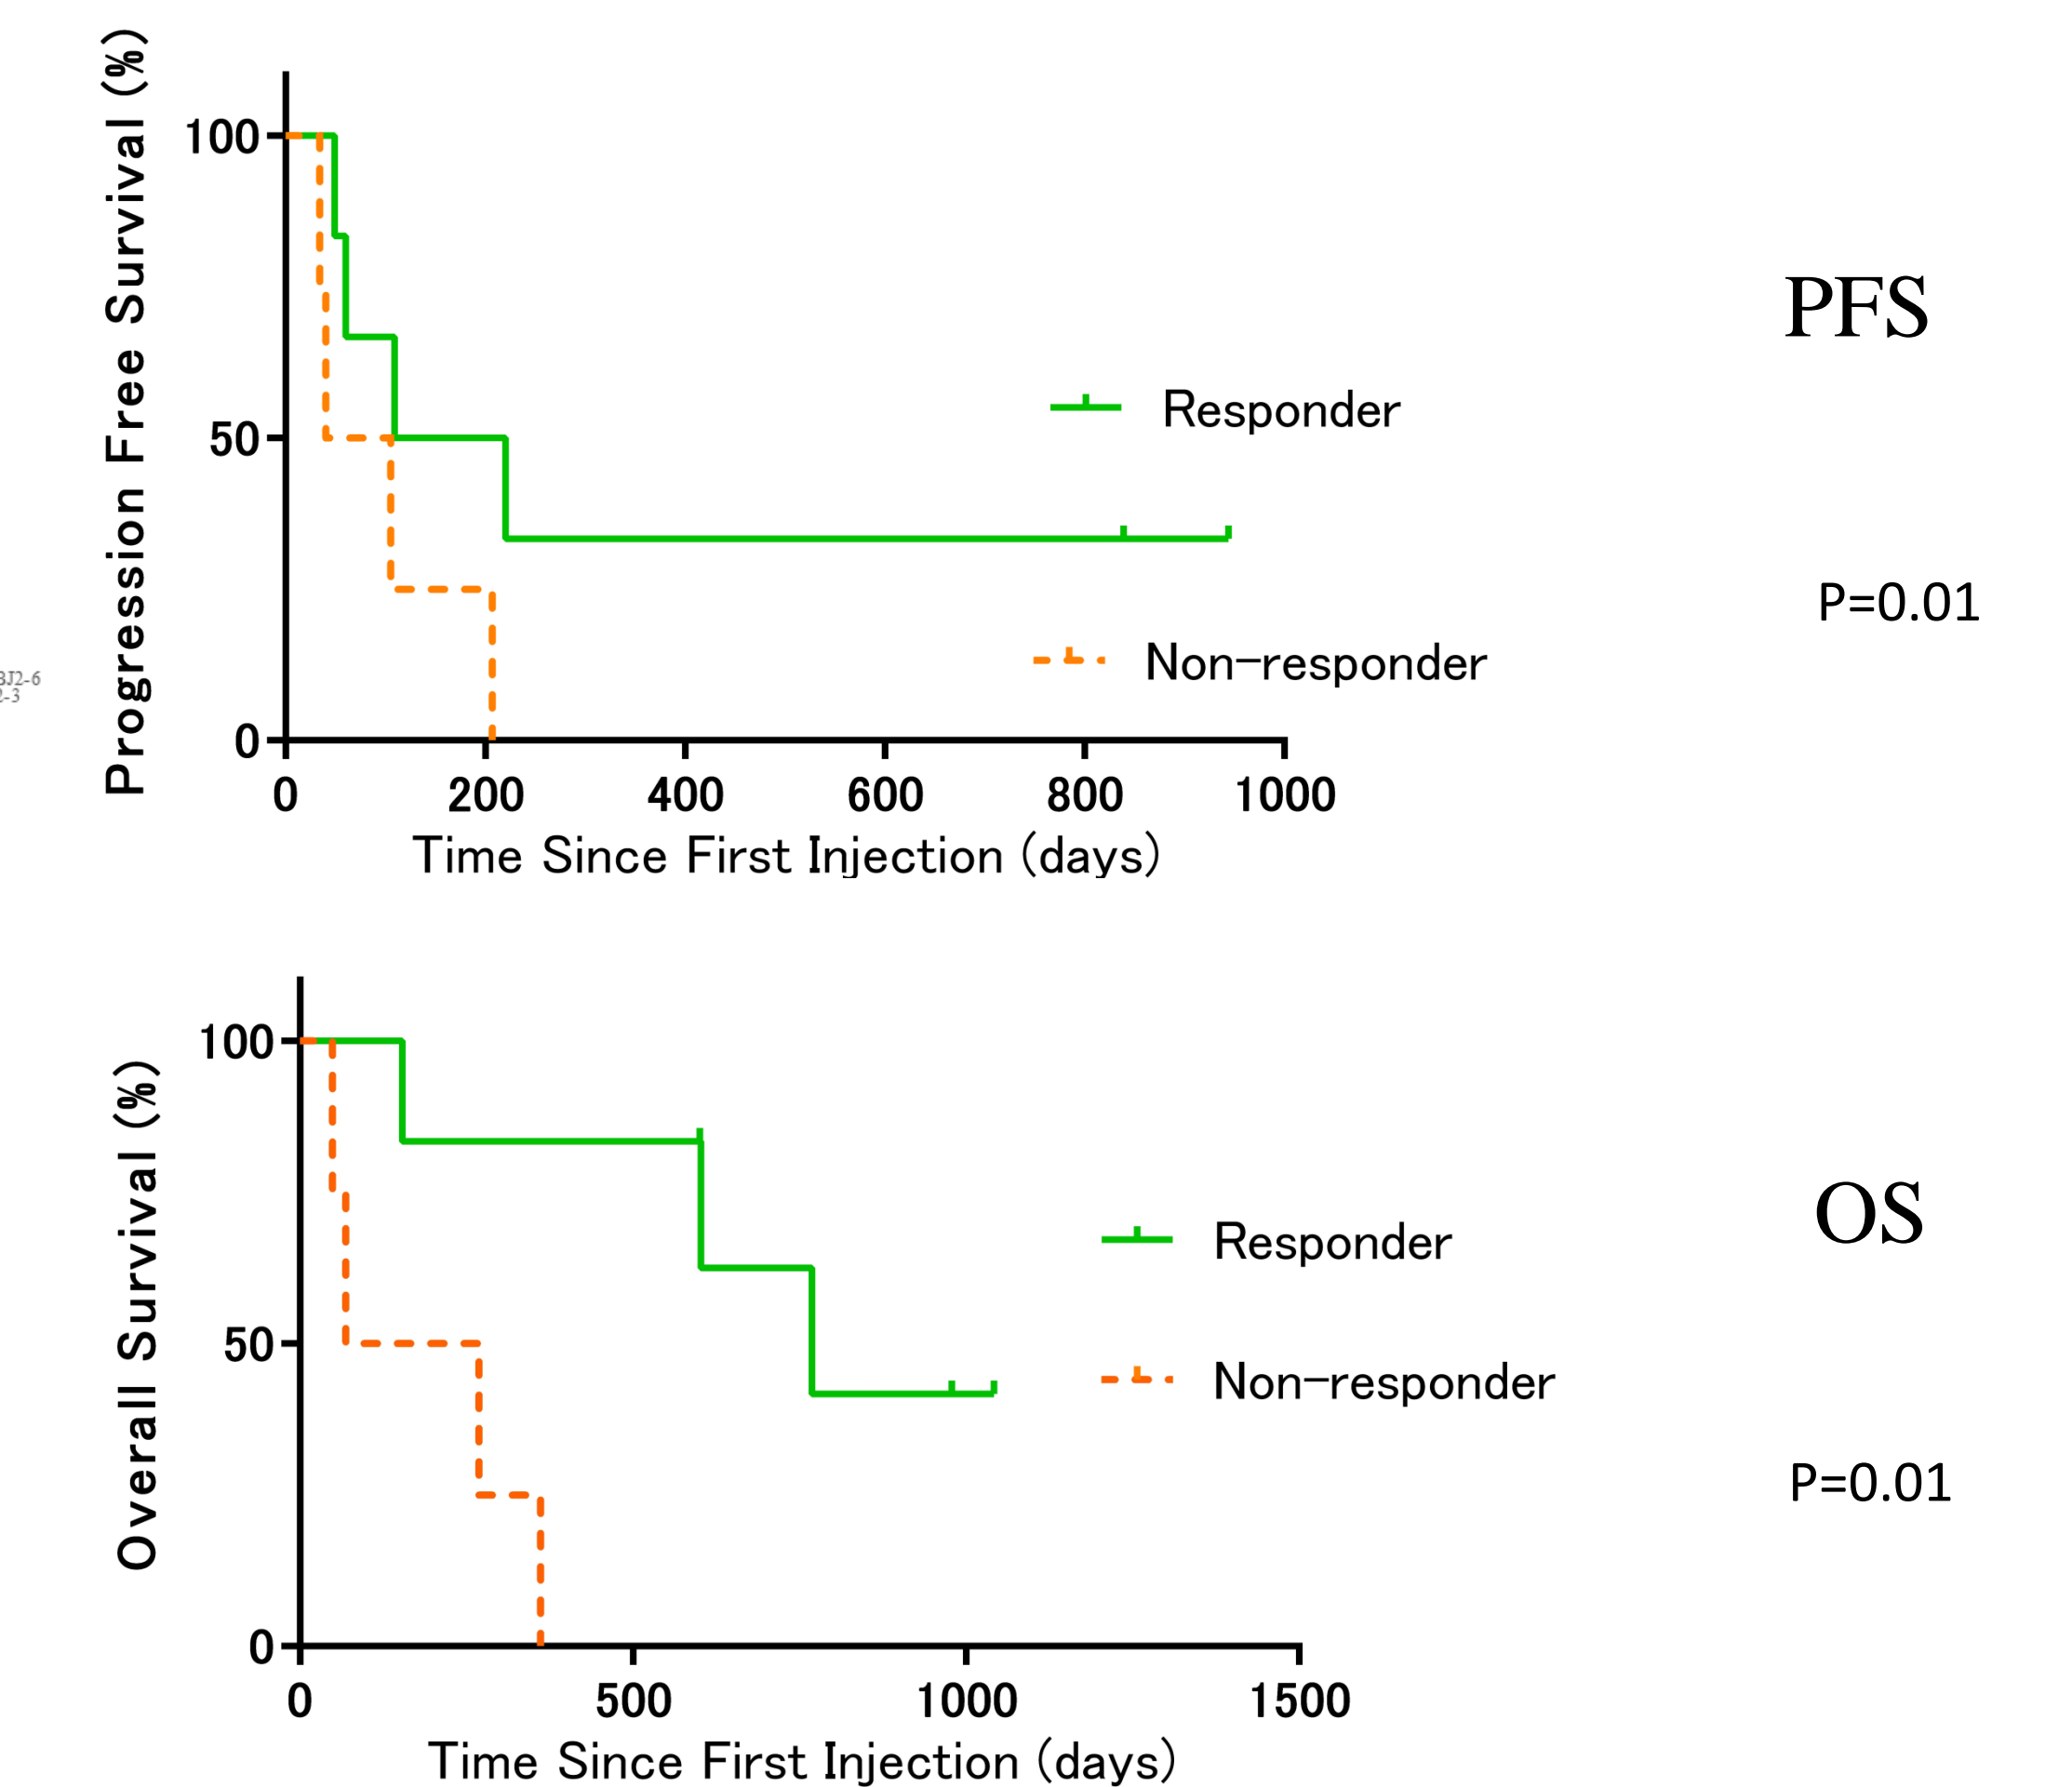 Progression Free Survival (%)
100
50
0
0 200 400 600 800 1000
Time Since First Injection (days)
Responder
Non-responder
PFS
P=0.01
2-3
Overall Survival (%)
100
50
0
0 500 1000 1500
Time Since First Injection (days)
Responder
Non-responder
OS
P=0.01